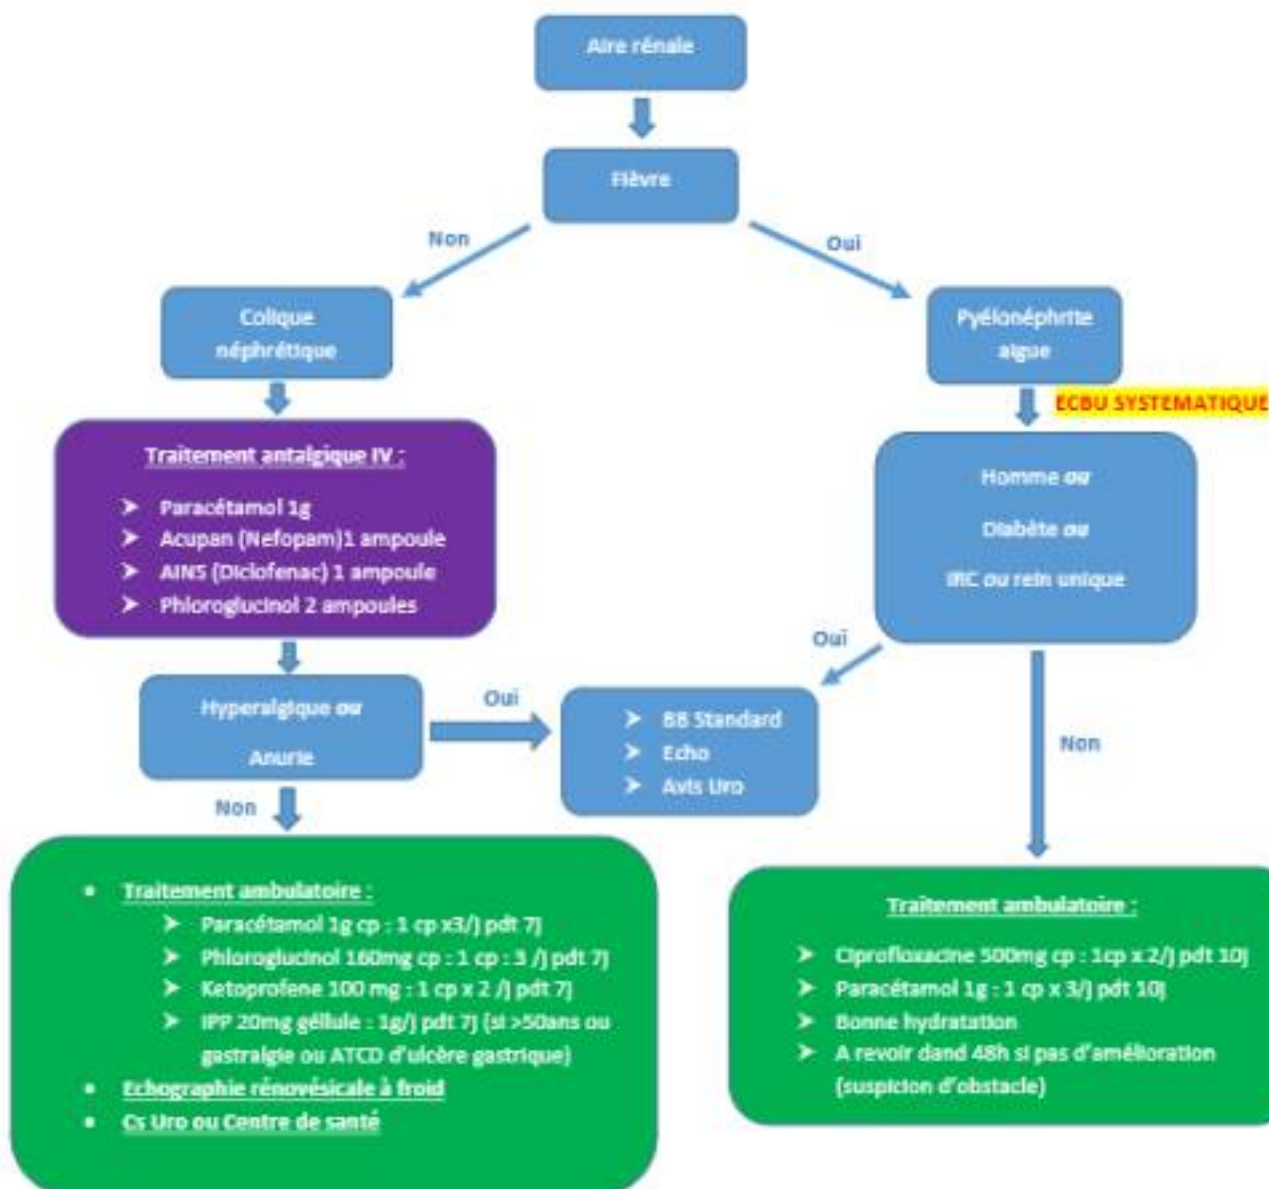 Aire rénale
Fièvre
Non
Oui
Colique
néphrétique
Pyélonéphrite
aigue
ECBU SYSTEMATIQUE
Traitement antalgique IV :
➤ Paracétamol 1g
➤ Acupan (Nefopam)1 ampoule
➤ AINS (Diclofenac) 1 ampoule
➤ Phloroglucinol 2 ampoules
Homme ou
Diabète ou
IRC ou rein unique
Oui
Non
Hyperalgique ou
Anurie
Oui
➤ BB Standard
➤ Echo
➤ Avis Uro
Non
• Traitement ambulatoire :
➤ Paracétamol 1g cp : 1 cp x3/j pdt 7j
➤ Phloroglucinol 160mg cp : 1 cp : 3 /j pdt 7j
➤ Ketoprofene 100 mg : 1 cp x 2 /j pdt 7j
➤ IPP 20mg géllule : 1g/j pdt 7j (si >50ans ou
gastralgie ou ATCD d'ulcère gastrique)
• Echographie rénovésicale à froid
• Cs Uro ou Centre de santé
Traitement ambulatoire :
➤ Ciprofloxacine 500mg cp : 1cp x 2/j pdt 10j
➤ Paracétamol 1g : 1 cp x 3/j pdt 10j
➤ Bonne hydratation
➤ A revoir dand 48h si pas d'amélioration
(suspicion d'obstacle)